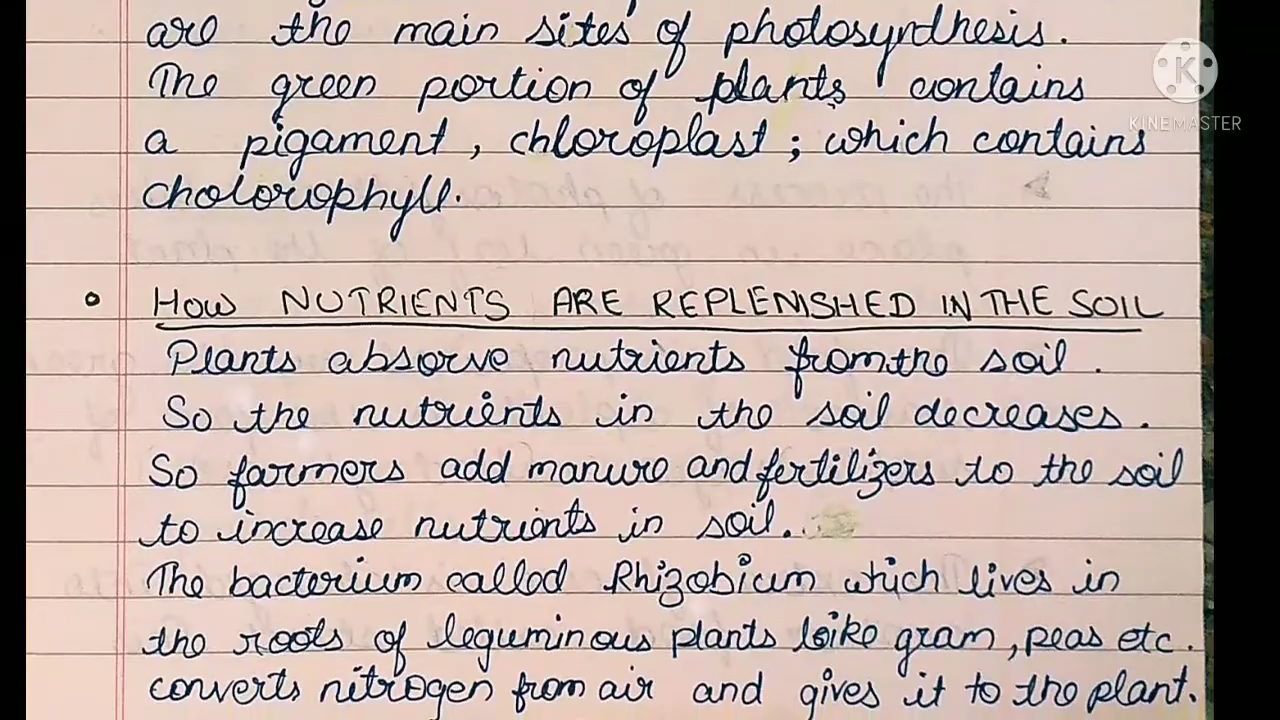 are the main sites of photosynthesis.
The green portion of plants contains
a pigament, chloroplast; which contains
cholorophyll.
• HOW NUTRIENTS ARE REPLENISHED IN THE SOIL
Plants absorve nutrients from the soil.
So the nutrients in the soil decreases.
So farmers add manure and fertilizers to the soil
to increase nutrients in soil.
The bacterium called Rhizobium which lives in
the roots of leguminous plants like gram, peas etc.
converts nitrogen from air and gives it to the plant.
K
KINEMASTER